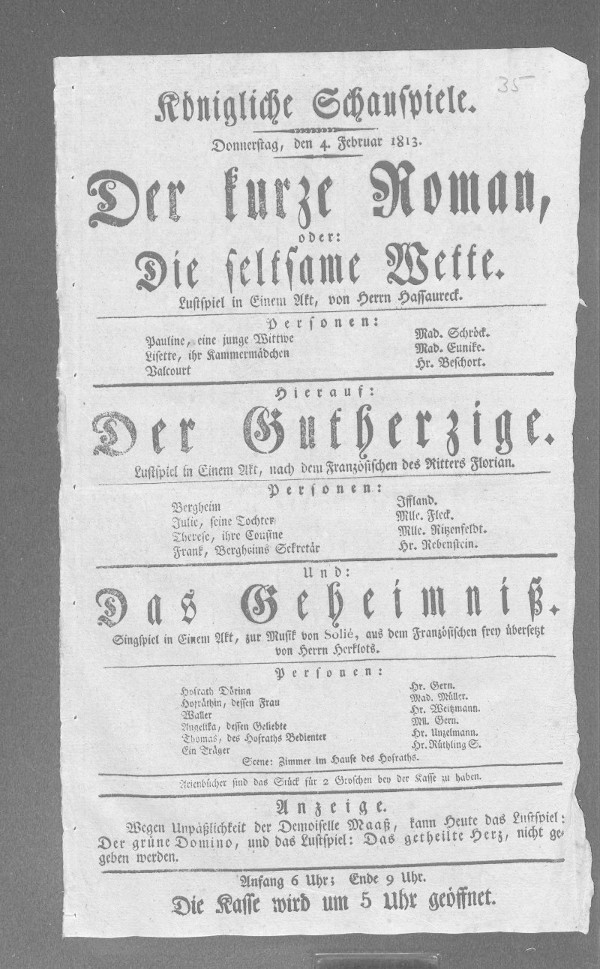 35
Königliche Schauspiele.
Donnerstag, den 4. Februar 1813.
Der kurze Roman,
oder:
Die seltsame Wette.
Lustspiel in Einem Akt, von Herrn Hassaureck.
Personen:
Pauline, eine junge Wittwe Mad. Schröck.
Lisette, ihr Kammermädchen Mad. Eunike.
Valcourt Hr. Beschort.
Hierauf:
Der Gutherzige.
Lustspiel in Einem Akt, nach dem Französischen des Ritters Florian.
Personen:
Bergheim Iffland.
Julie, seine Tochter Mlle. Fleck.
Therese, ihre Cousine Mlle. Ritzenfeldt.
Frank, Bergheims Sekretär Hr. Rebenstein.
Und:
Das Geheimniß.
Singspiel in Einem Akt, zur Musik von Solié, aus dem Französischen frey übersetzt
von Herrn Herklots.
Personen:
Hofrath Döring Hr. Gern.
Hofräthin, dessen Frau Mad. Müller.
Waller Hr. Weitzmann.
Angelika, dessen Geliebte Mll. Gern.
Thomas, des Hofraths Bedienter Hr. Unzelmann.
Ein Träger Hr. Rüthling S.
Scene: Zimmer im Hause des Hofraths.
Arienbücher sind das Stück für 2 Groschen bey der Kasse zu haben.
Anzeige.
Wegen Unpäßlichkeit der Demoiselle Maaß, kann Heute das Lustspiel:
Der grüne Domino, und das Lustspiel: Das getheilte Herz, nicht ge-
geben werden.
Anfang 6 Uhr; Ende 9 Uhr.
Die Kasse wird um 5 Uhr geöffnet.